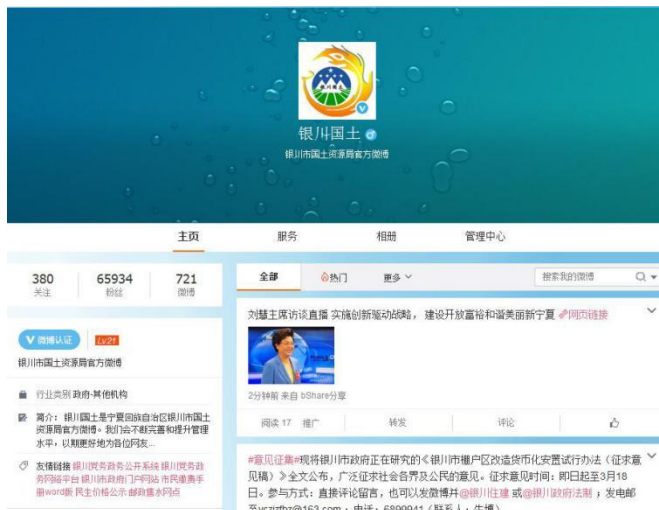 银川国土
银川市国土资源局官方微博
主页 服务 相册 管理中心
380 65934 721
关注 粉丝 微博
微博认证 Lv21
银川市国土资源局官方微博
行业类别 政府-其他机构
简介: 银川国土是宁夏回族自治区银川市国土
资源局官方微博。我们会不断完善和提升管理
水平,以期更好地为各位网友...
友情链接 银川党务政务公开系统 银川党务政
务网络平台 银川市政府门户网站 市民缴费手
册word版 民生价格公示 邮政售水网点
全部 热门 更多 搜索我的微博
刘慧主席访谈直播 实施创新驱动战略, 建设开放富裕和谐美丽新宁夏 网页链接
2分钟前 来自 bShare分享
阅读 17 推广 转发 评论
#意见征集#现将银川市政府正在研究的《银川市棚户区改造货币化安置试行办法(征求意
见稿)》全文公布,广泛征求社会各界及公民的意见。征求意见时间:即日起至3月18
日。参与方式:直接评论留言,也可以发微博并@银川住建 或@银川政府法制 ;发电邮
@163.com ;电话: 6899941 (联系人:牛博)